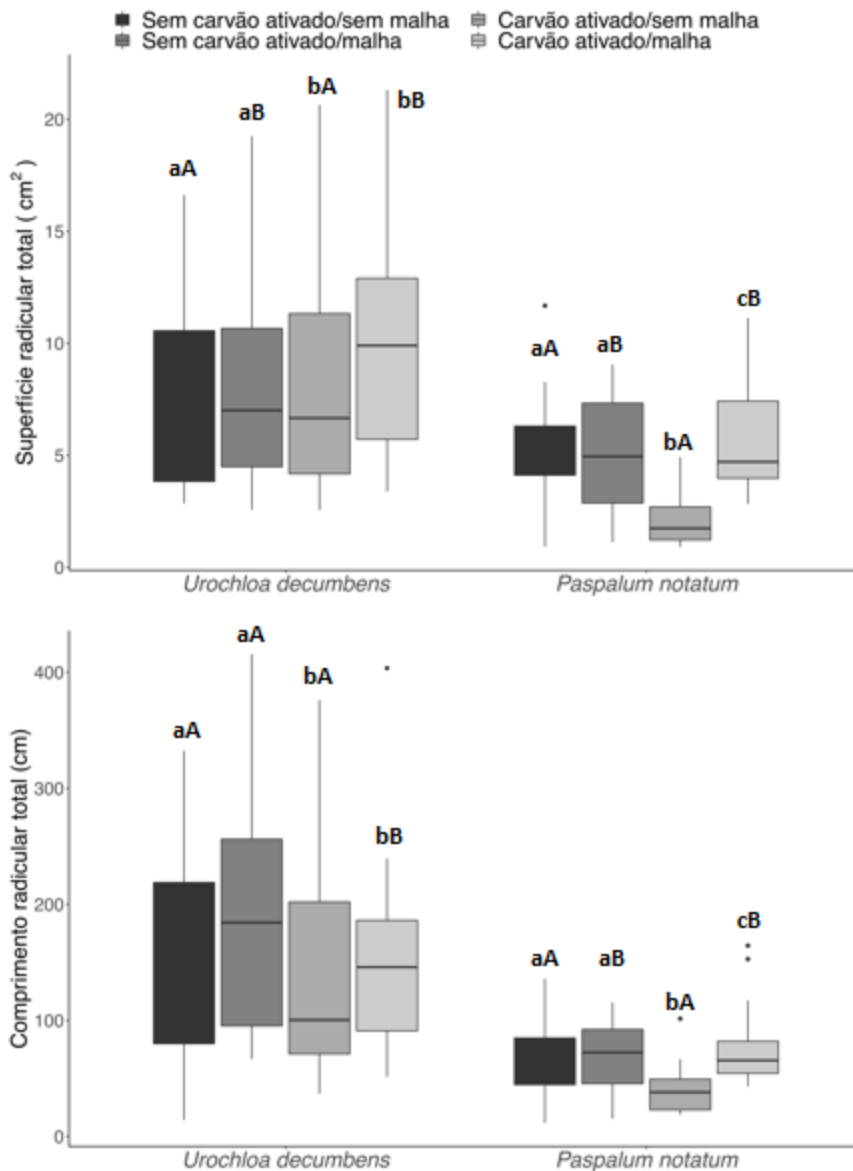 Sem carvão ativado/sem malha Carvão ativado/sem malha
Sem carvão ativado/malha Carvão ativado/malha
Superfície radicular total ( cm²)
20
15
10
5
0
aA aB bA bB
aA aB bA cB
Urochloa decumbens Paspalum notatum
Comprimento radicular total (cm)
400
300
200
100
0
aA aA bA bB
aA aB bA cB
Urochloa decumbens Paspalum notatum